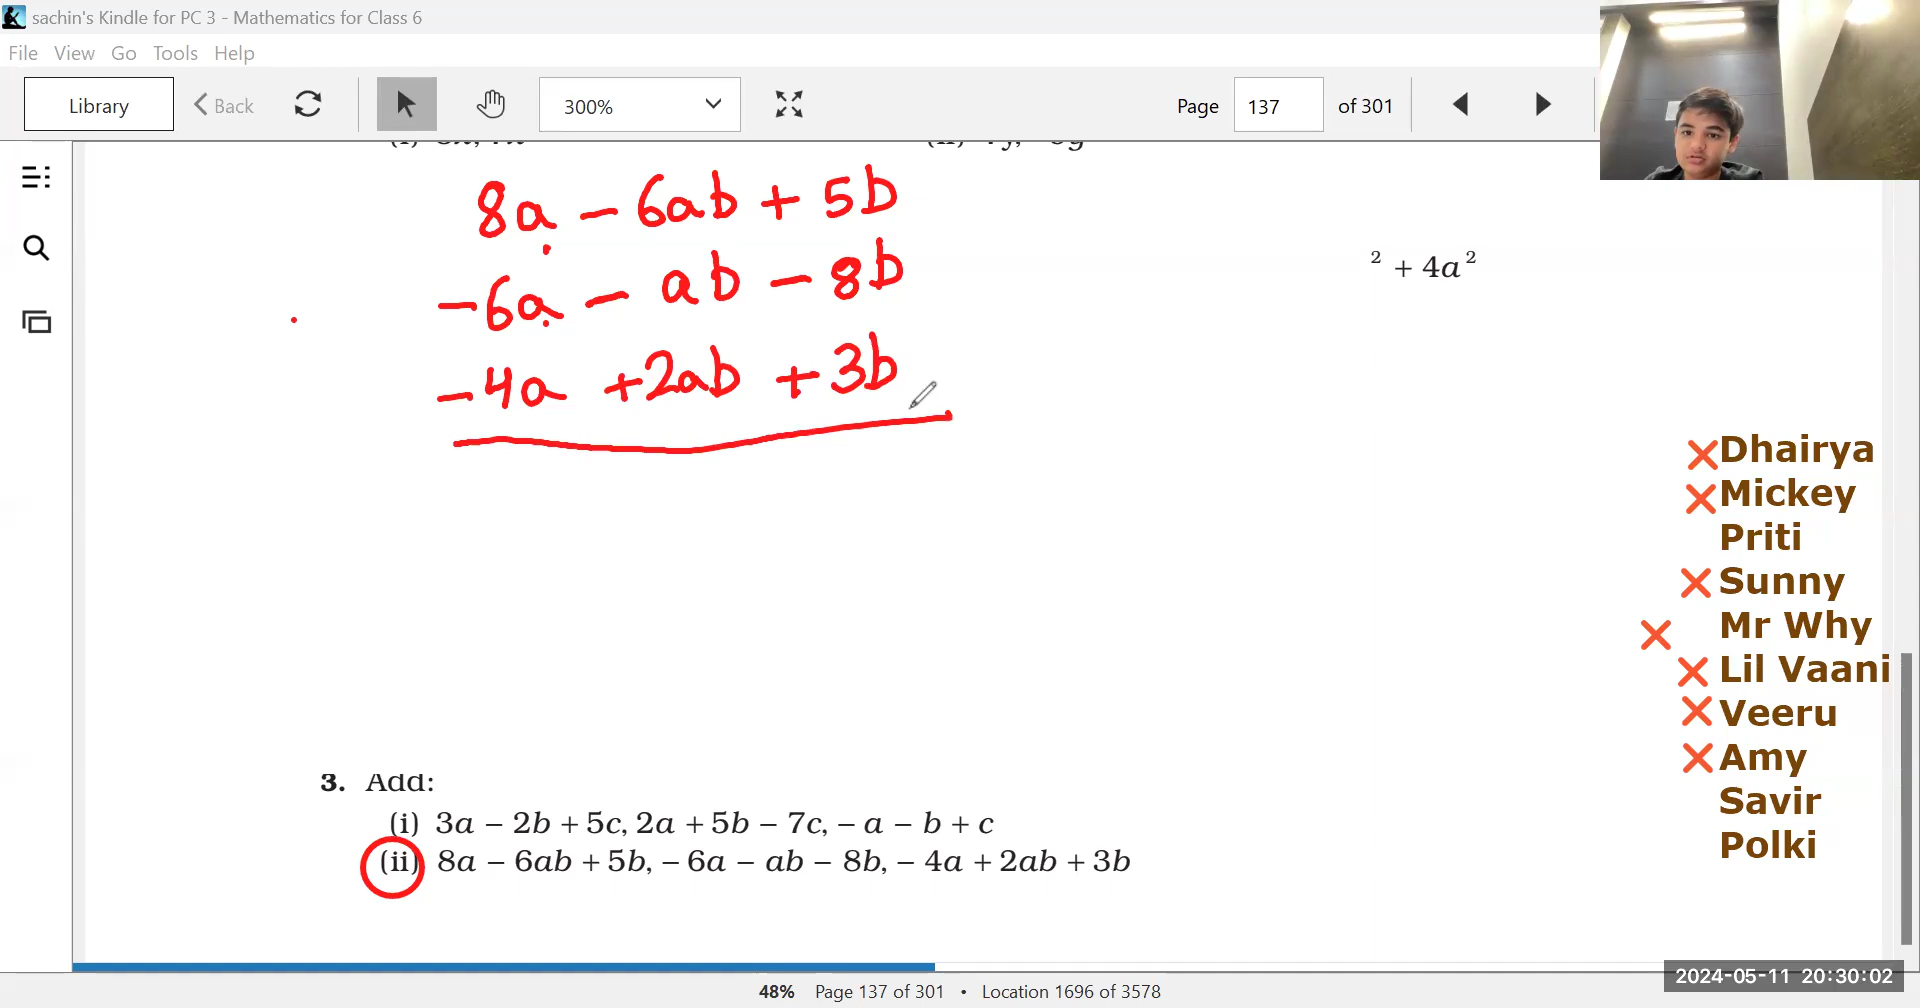 sachin's Kindle for PC 3 - Mathematics for Class 6
File View Go Tools Help
Library Back 300% Page 137 of 301
8a - 6ab + 5b
-6a - ab - 8b
-4a +2ab +3b
² + 4a²
Dhairya
Mickey
Priti
Sunny
Mr Why
Lil Vaani
Veeru
Amy
Savir
Polki
3. Add:
(i) 3a – 2b + 5c, 2a + 5b – 7c, – a – b + c
(ii) 8a – 6ab + 5b, – 6a – ab – 8b, – 4a + 2ab + 3b
2024-05-11 20:30:02
48% Page 137 of 301 • Location 1696 of 3578